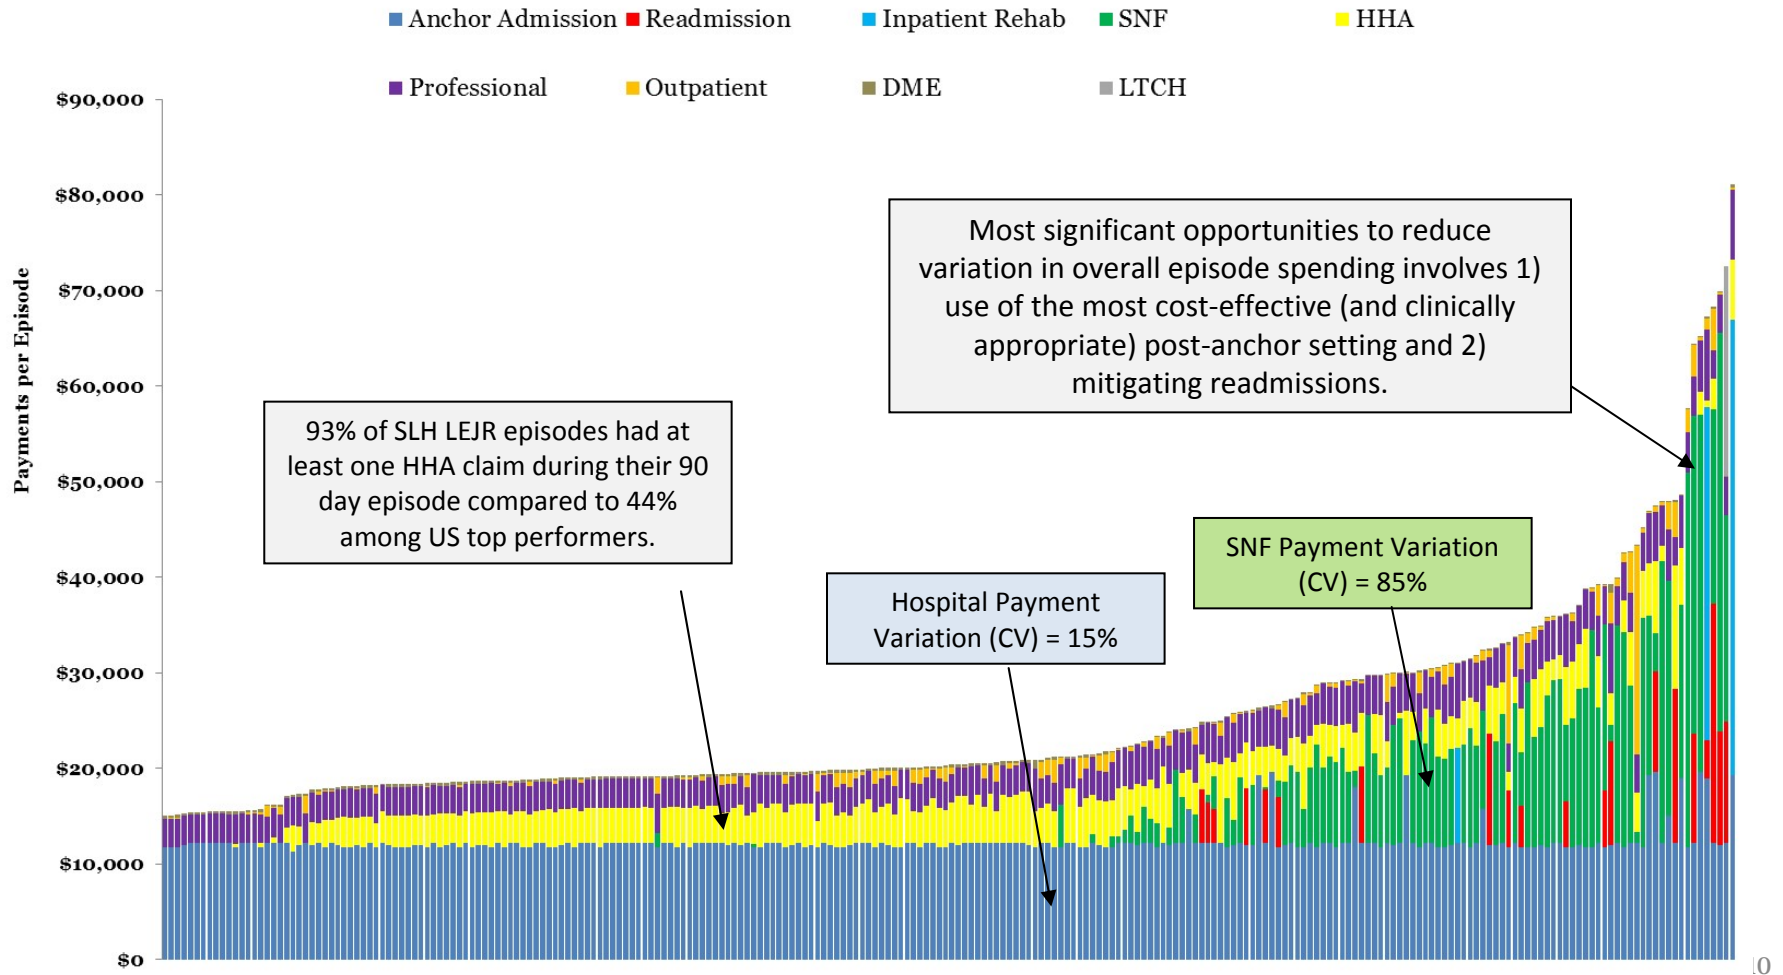 Anchor Admission Readmission Inpatient Rehab SNF HHA
Professional Outpatient DME LTCH
Payments per Episode
$90,000
$80,000
$70,000
$60,000
$50,000
$40,000
$30,000
$20,000
$10,000
$0
Most significant opportunities to reduce
variation in overall episode spending involves 1)
use of the most cost-effective (and clinically
appropriate) post-anchor setting and 2)
mitigating readmissions.
93% of SLH LEJR episodes had at
least one HHA claim during their 90
day episode compared to 44%
among US top performers.
SNF Payment Variation
(CV) = 85%
Hospital Payment
Variation (CV) = 15%